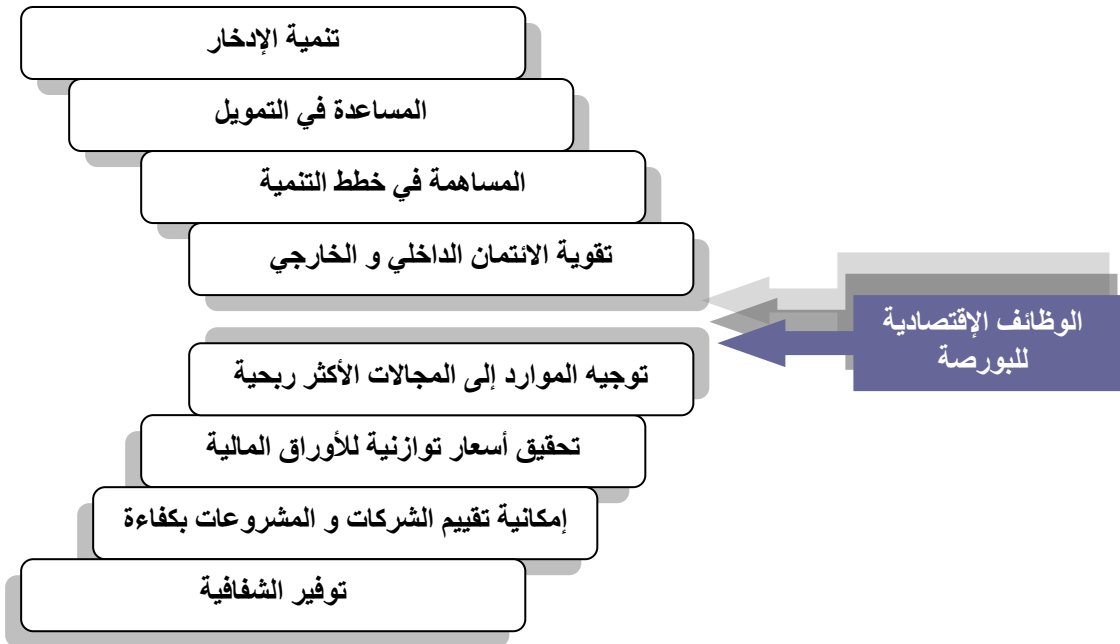 تنمية الإدخار
المساعدة في التمويل
المساهمة في خطط التنمية
تقوية الائتمان الداخلي و الخارجي
الوظائف الإقتصادية
للبورصة
توجيه الموارد إلى المجالات الأكثر ربحية
تحقيق أسعار توازنية للأوراق المالية
إمكانية تقييم الشركات و المشروعات بكفاءة
توفير الشفافية